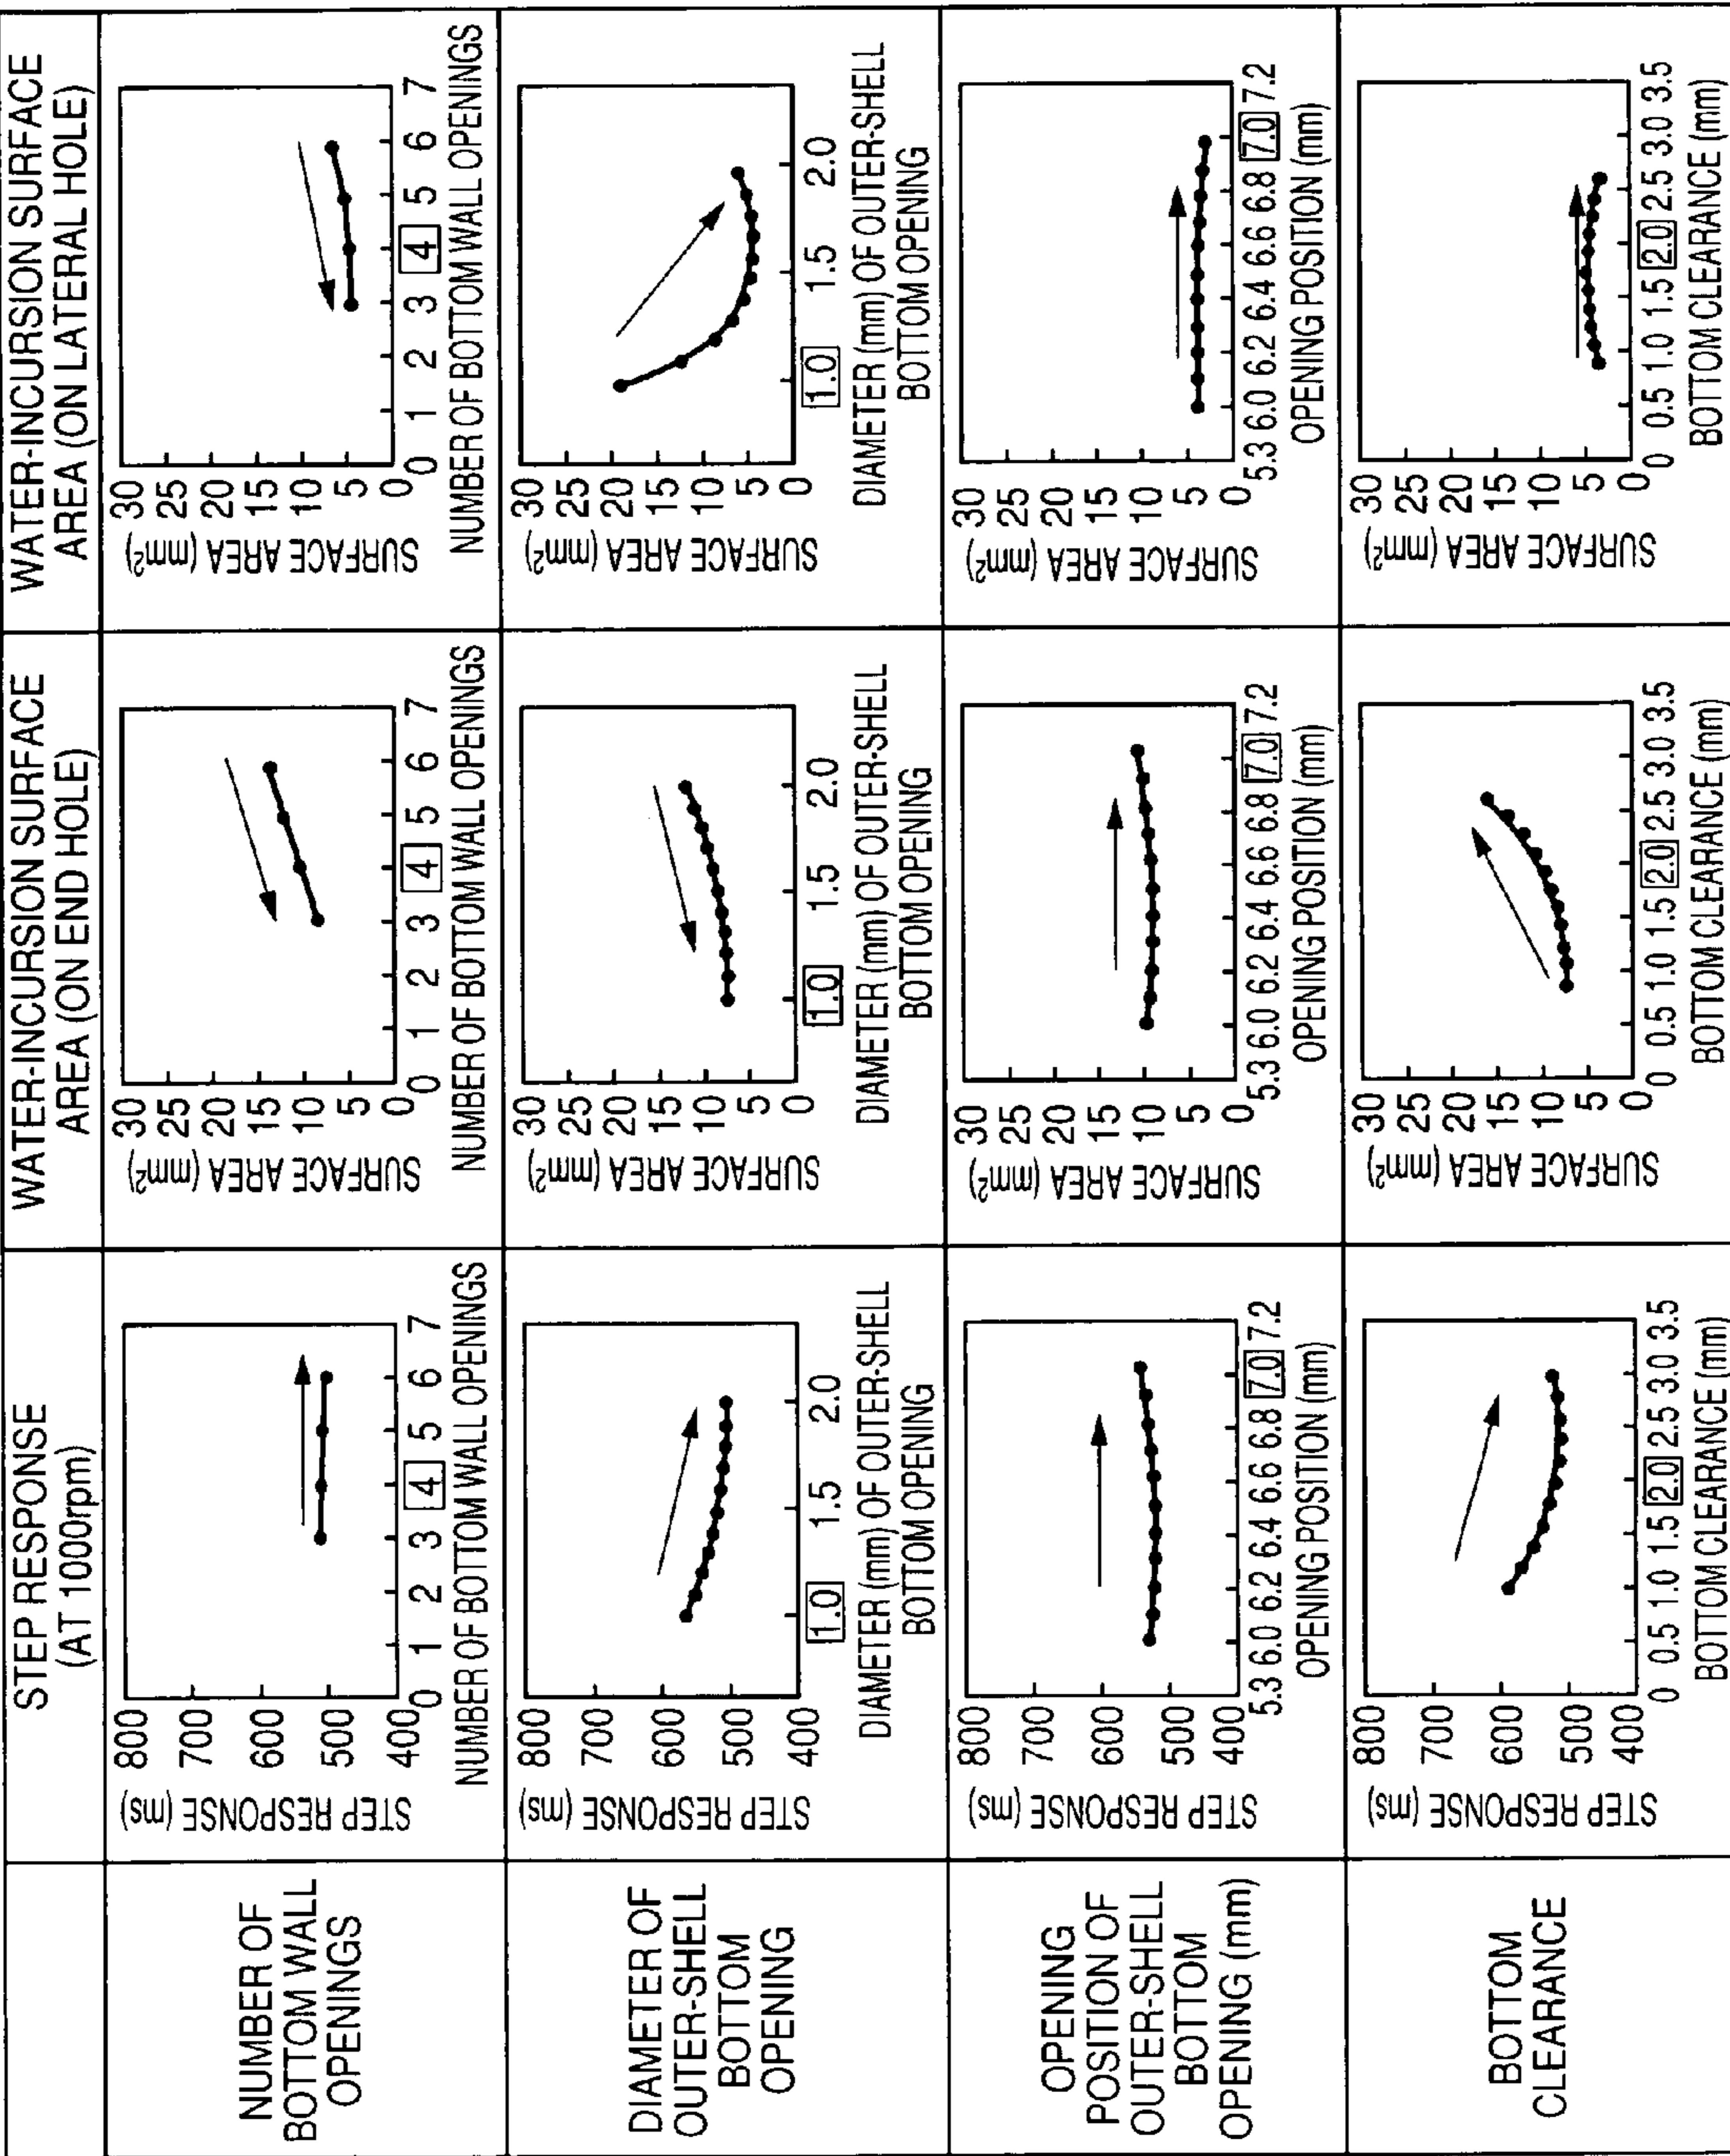 STEP RESPONSE
(AT 1000rpm)
WATER-INCURSION SURFACE
AREA (ON END HOLE)
WATER-INCURSION SURFACE
AREA (ON LATERAL HOLE)
NUMBER OF
BOTTOM WALL
OPENINGS
STEP RESPONSE (ms)
800
700
600
500
400
0 1 2 3 4 5 6 7
NUMBER OF BOTTOM WALL OPENINGS
SURFACE AREA (mm²)
30
25
20
15
10
5
0
0 1 2 3 4 5 6 7
NUMBER OF BOTTOM WALL OPENINGS
SURFACE AREA (mm²)
30
25
20
15
10
5
0
0 1 2 3 4 5 6 7
NUMBER OF BOTTOM WALL OPENINGS
DIAMETER OF
OUTER-SHELL
BOTTOM
OPENING
STEP RESPONSE (ms)
800
700
600
500
400
1.0 1.5 2.0
DIAMETER (mm) OF OUTER-SHELL
BOTTOM OPENING
SURFACE AREA (mm²)
30
25
20
15
10
5
0
1.0 1.5 2.0
DIAMETER (mm) OF OUTER-SHELL
BOTTOM OPENING
SURFACE AREA (mm²)
30
25
20
15
10
5
0
1.0 1.5 2.0
DIAMETER (mm) OF OUTER-SHELL
BOTTOM OPENING
OPENING
POSITION OF
OUTER-SHELL
BOTTOM
OPENING (mm)
STEP RESPONSE (ms)
800
700
600
500
400
5.3 6.0 6.2 6.4 6.6 6.8 7.0 7.2
OPENING POSITION (mm)
SURFACE AREA (mm²)
30
25
20
15
10
5
0
5.3 6.0 6.2 6.4 6.6 6.8 7.0 7.2
OPENING POSITION (mm)
SURFACE AREA (mm²)
30
25
20
15
10
5
0
5.3 6.0 6.2 6.4 6.6 6.8 7.0 7.2
OPENING POSITION (mm)
BOTTOM
CLEARANCE
STEP RESPONSE (ms)
800
700
600
500
400
0 0.5 1.0 1.5 2.0 2.5 3.0 3.5
BOTTOM CLEARANCE (mm)
SURFACE AREA (mm²)
30
25
20
15
10
5
0
0 0.5 1.0 1.5 2.0 2.5 3.0 3.5
BOTTOM CLEARANCE (mm)
SURFACE AREA (mm²)
30
25
20
15
10
5
0
0 0.5 1.0 1.5 2.0 2.5 3.0 3.5
BOTTOM CLEARANCE (mm)